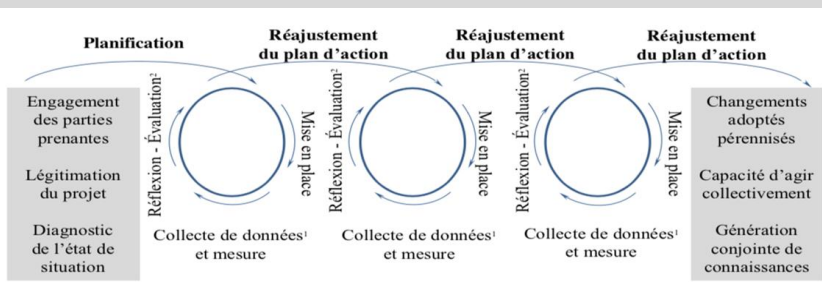 Planification
Réajustement
du plan d'action
Réajustement
du plan d'action
Réajustement
du plan d'action
Engagement
des parties
prenantes
Légitimation
du projet
Diagnostic
de l'état de
situation
Réflexion - Évaluation²
Mise en place
Collecte de données¹
et mesure
Réflexion - Évaluation²
Mise en place
Collecte de données¹
et mesure
Réflexion - Évaluation²
Mise en place
Collecte de données¹
et mesure
Changements
adoptés
pérennisés
Capacité d'agir
collectivement
Génération
conjointe de
connaissances